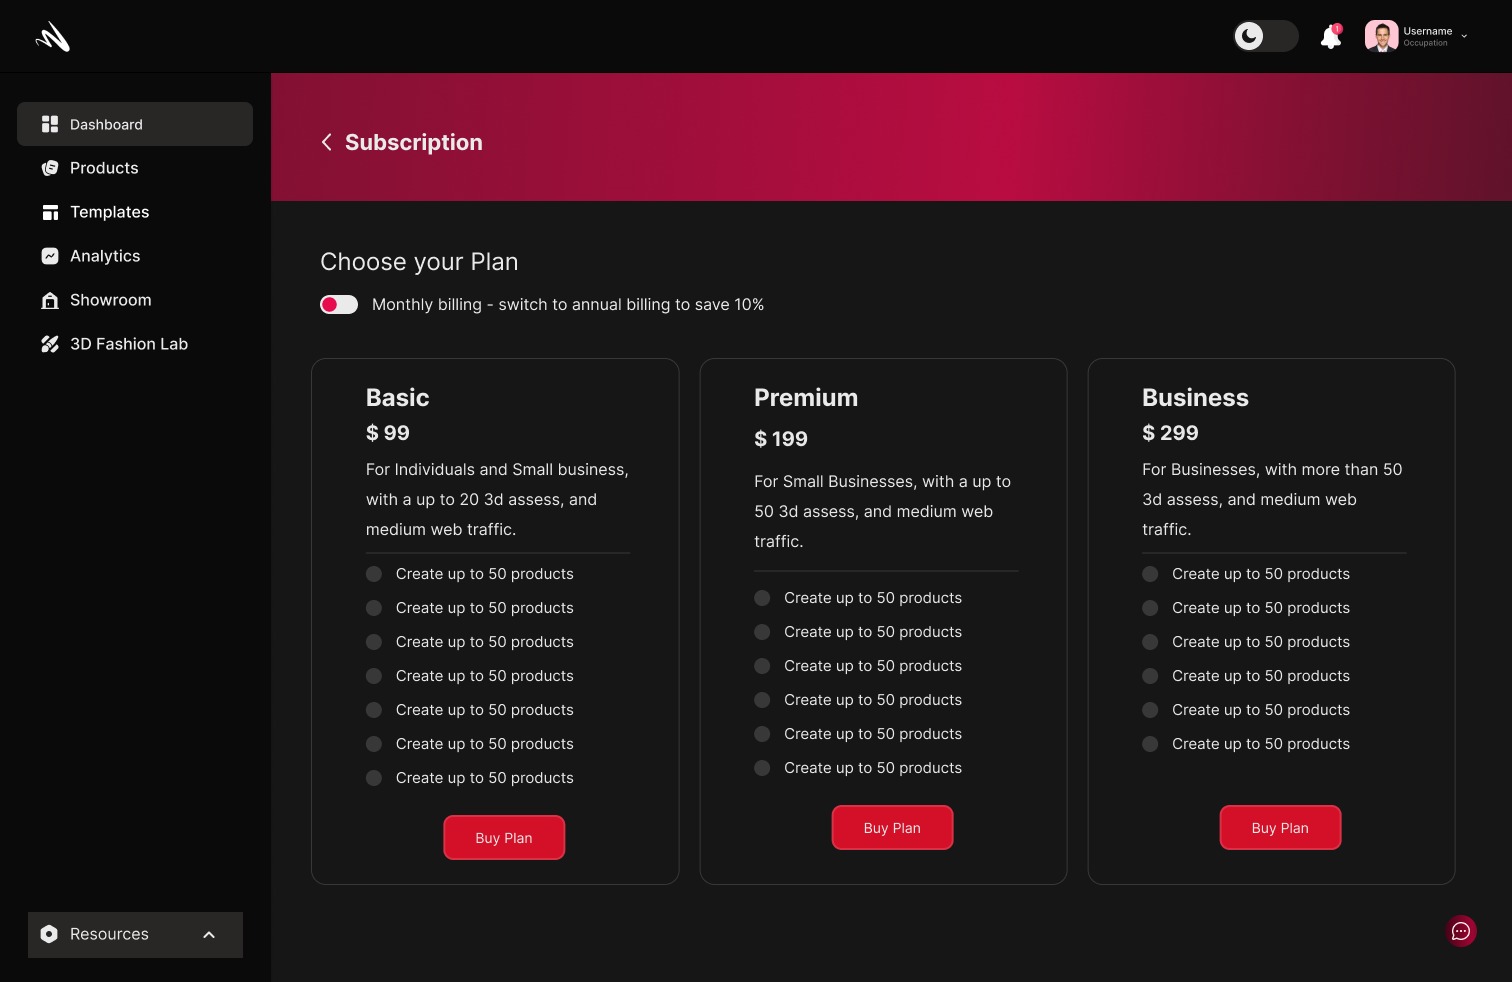 1
Username
Occupation
Dashboard
Products
Templates
Analytics
Showroom
3D Fashion Lab
Resources
Subscription
Choose your Plan
Monthly billing - switch to annual billing to save 10%
Basic
$ 99
For Individuals and Small business,
with a up to 20 3d assess, and
medium web traffic.
Create up to 50 products
Create up to 50 products
Create up to 50 products
Create up to 50 products
Create up to 50 products
Create up to 50 products
Create up to 50 products
Buy Plan
Premium
$ 199
For Small Businesses, with a up to
50 3d assess, and medium web
traffic.
Create up to 50 products
Create up to 50 products
Create up to 50 products
Create up to 50 products
Create up to 50 products
Create up to 50 products
Buy Plan
Business
$ 299
For Businesses, with more than 50
3d assess, and medium web
traffic.
Create up to 50 products
Create up to 50 products
Create up to 50 products
Create up to 50 products
Create up to 50 products
Create up to 50 products
Buy Plan